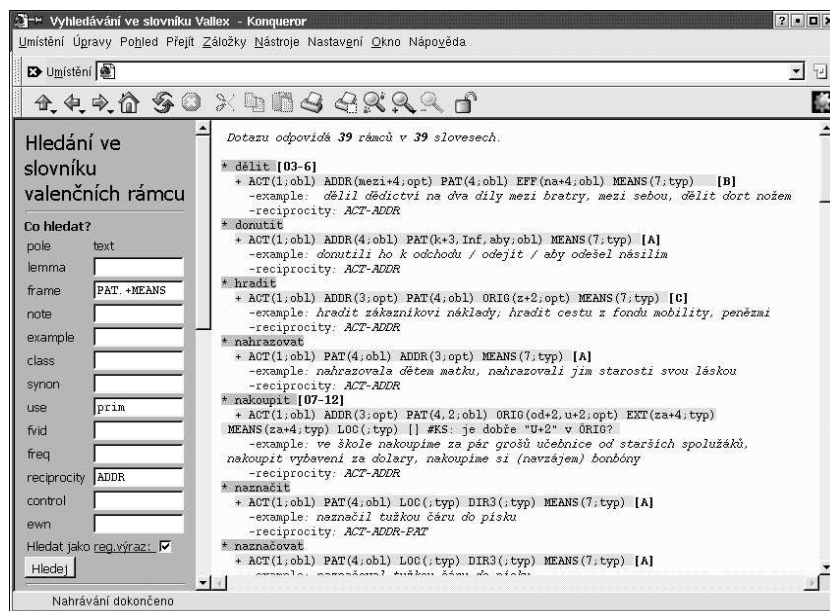 Vyhledávání ve slovníku Vallex - Konqueror
Umístění Úpravy Pohled Přejít Záložky Nástroje Nastavení Okno Nápověda
Umístění
Hledání ve
slovníku
valenčních rámcu
Co hledat?
pole text
lemma
frame PAT.+MEANS
note
example
class
synon
use prim
fvid
freq
reciprocity ADDR
control
ewn
Hledat jako reg.výraz:
Hledej
Dotazu odpovídá 39 rámců v 39 slovesech.
* dělit [03-6]
+ ACT(1;obl) ADDR(mezi+4;opt) PAT(4;obl) EFF(na+4;obl) MEANS(7;typ) [B]
-example: dělil dědictví na dva díly mezi bratry, mezi sebou, dělit dort nožem
-reciprocity: ACT-ADDR
* donutit
+ ACT(1;obl) ADDR(4;obl) PAT(k+3,Inf,aby;obl) MEANS(7;typ) [A]
-example: donutili ho k odchodu / odejít / aby odešel násilím
-reciprocity: ACT-ADDR
* hradit
+ ACT(1;obl) ADDR(3;opt) PAT(4;obl) ORIG(z+2;opt) MEANS(7;typ) [C]
-example: hradit zákazníkovi náklady; hradit cestu z fondu mobility, penězmi
-reciprocity: ACT-ADDR
* nahrazovat
+ ACT(1;obl) PAT(4;obl) ADDR(3;opt) MEANS(7;typ) [A]
-example: nahrazovala dětem matku, nahrazovali jim starosti svou láskou
-reciprocity: ACT-ADDR
* nakoupit [07-12]
+ ACT(1;obl) ADDR(3;opt) PAT(4,2;obl) ORIG(od+2,u+2;opt) EXT(za+4;typ)
MEANS(za+4;typ) LOC(;typ) [] #KS: je dobře "U+2" v ORIG?
-example: ve škole nakoupíme za pár grošů učebnice od starších spolužáků,
nakoupit vybavení za dolary, nakoupíme si (navzájem) bonbóny
-reciprocity: ACT-ADDR
* naznačit
+ ACT(1;obl) PAT(4;obl) LOC(;typ) DIR3(;typ) MEANS(7;typ) [A]
-example: naznačil tužkou čáru do písku
-reciprocity: ACT-ADDR-PAT
* naznačovat
+ ACT(1;obl) PAT(4;obl) LOC(;typ) DIR3(;typ) MEANS(7;typ) [A]
-example: naznačoval tužkou čáru do písku
Nahrávání dokončeno